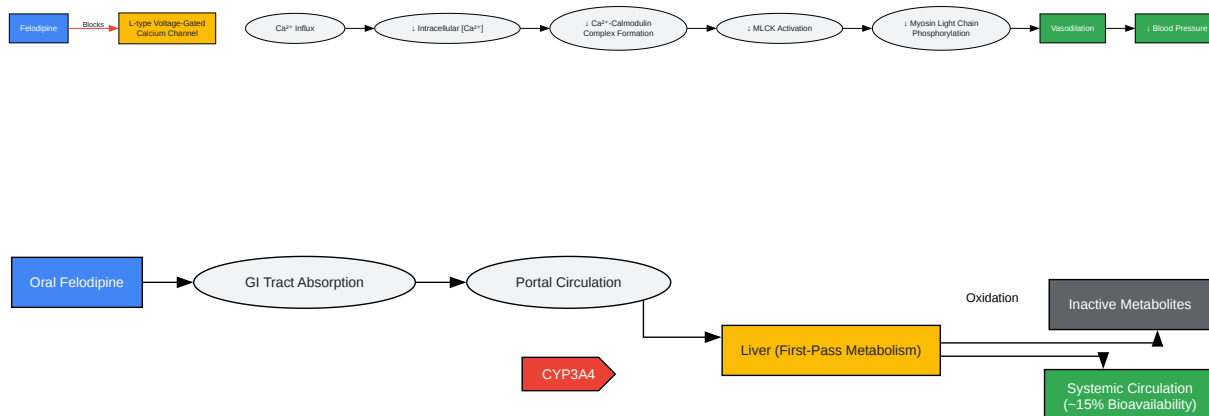 Felodipine
Blocks
L-type Voltage-Gated
Calcium Channel
Ca²⁺ Influx
↓ Intracellular [Ca²⁺]
↓ Ca²⁺-Calmodulin
Complex Formation
↓ MLCK Activation
↓ Myosin Light Chain
Phosphorylation
Vasodilation
↓ Blood Pressure
Oral Felodipine
GI Tract Absorption
Portal Circulation
CYP3A4
Liver (First-Pass Metabolism)
Oxidation
Inactive Metabolites
Systemic Circulation
(~15% Bioavailability)